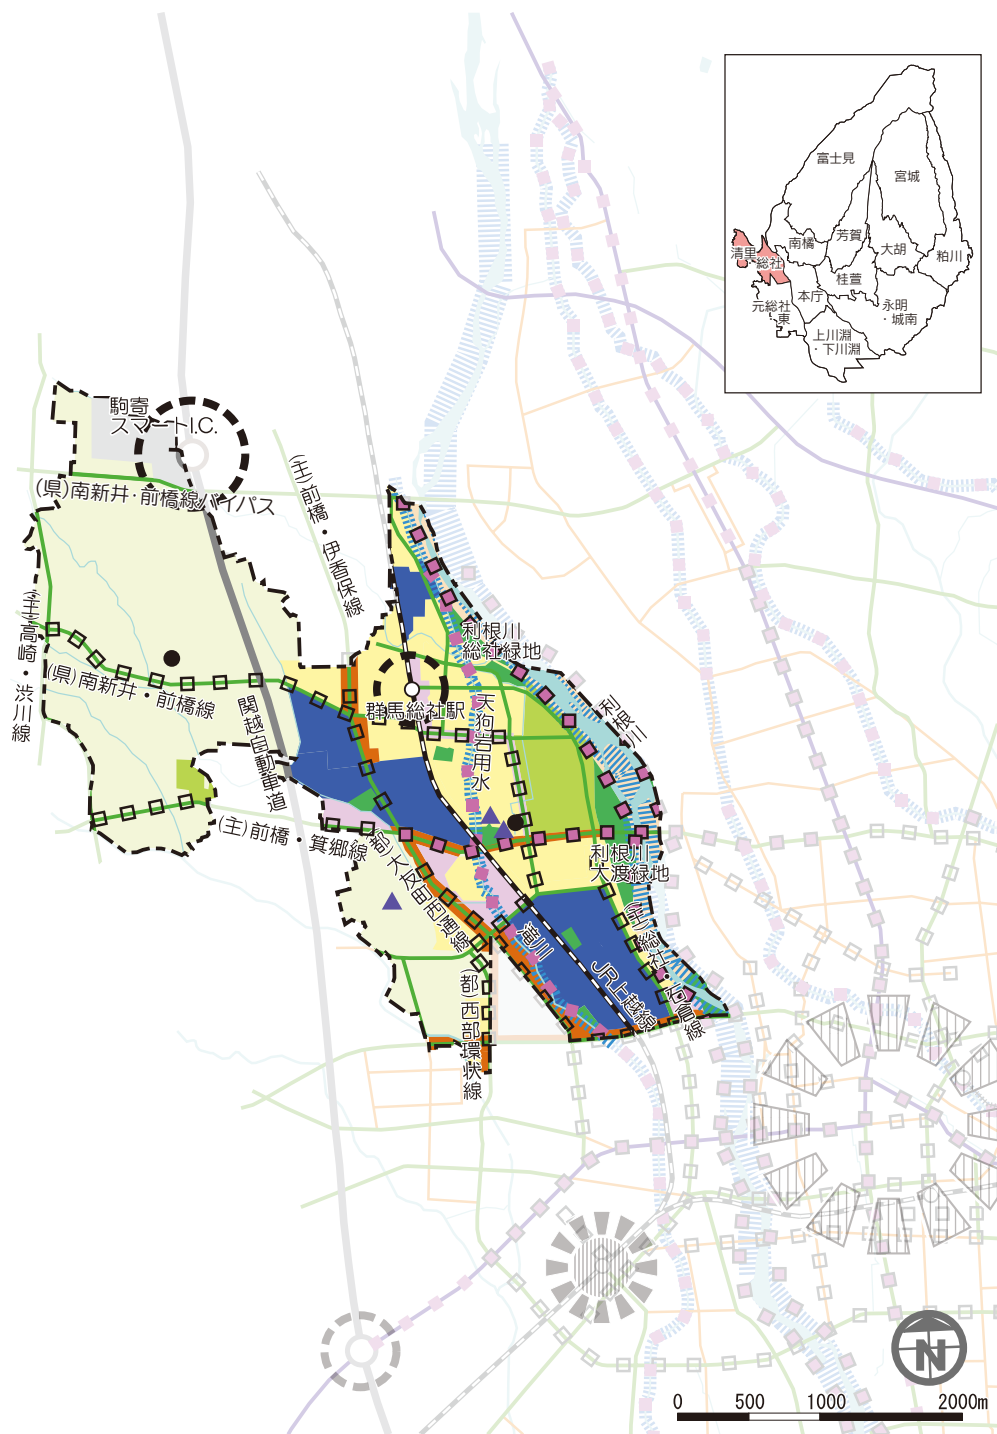 富士見
宮城
芳賀
南橘
大胡
粕川
清里
・総社
桂萱
本庁
元総社
東
永明
・城南
上川淵
・下川淵
駒寄
スマートI.C.
(県)南新井・前橋線バイパス
(主)前橋・伊香保線
(主)高崎・渋川線
利根川
総社緑地
(県)南新井・前橋線
群馬総社駅
天狗岩用水
利根川
関越自動車道
(主)前橋・箕郷線
(都)大友町西通線
利根川
大渡緑地
(主)総社・石倉線
滝川
JR上越線
(都)西部環状線
N
0 500 1000 2000m